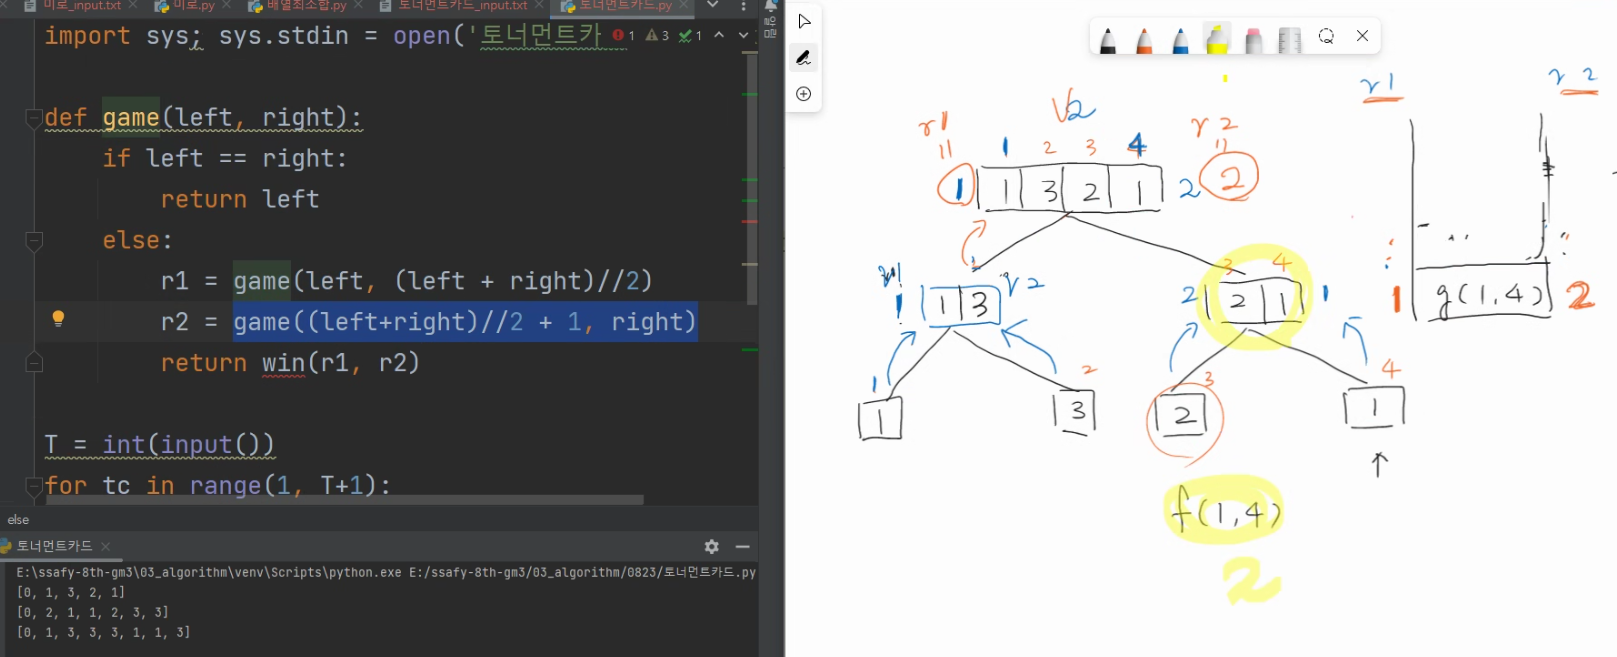 미로_input.txt
미로.py
배열최소합.py
토너먼트카드_input.txt
토너먼트카드.py
import sys; sys.stdin = open('토너먼트카
1 3 1
def game(left, right):
if left == right:
return left
else:
r1 = game(left, (left + right)//2)
r2 = game((left+right)//2 + 1, right)
return win(r1, r2)
T = int(input())
for tc in range(1, T+1):
else
토너먼트카드
E:\ssafy-8th-gm3\03_algorithm\venv\Scripts\python.exe E:/ssafy-8th-gm3/03_algorithm/0823/토너먼트카드.py
[0, 1, 3, 2, 1]
[0, 2, 1, 1, 2, 3, 3]
[0, 1, 3, 3, 3, 1, 1, 3]
r1
r2
r1
r2
1 2 3 4
1 1 3 2 1 2 2
3 4
r1
r2
1 3
2 2 1 1
1 g(1,4) 2
1 2 3 4
1 3 2 1
f(1,4)
2